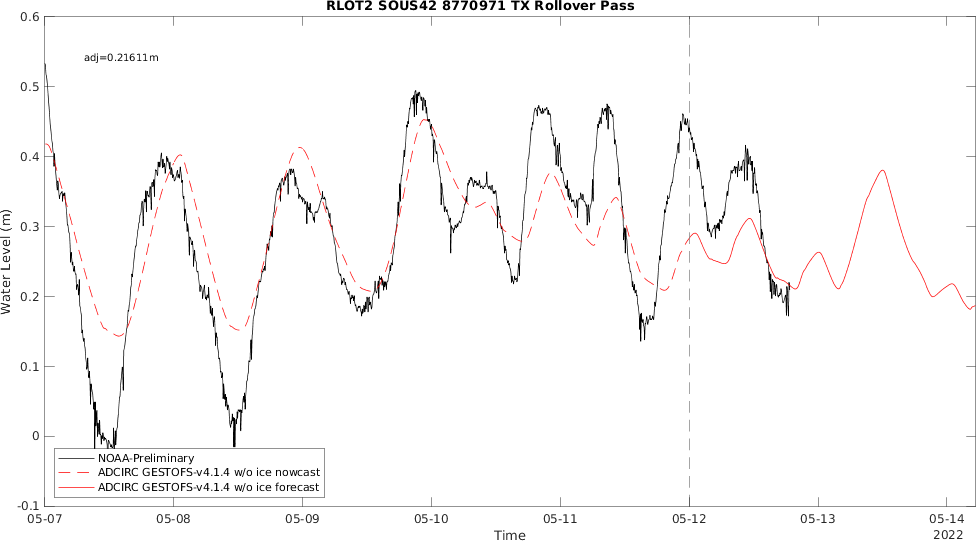 RLOT2 SOUS42 8770971 TX Rollover Pass
adj=0.21611m
0.6
0.5
0.4
0.3
0.2
0.1
0
-0.1
Water Level (m)
NOAA-Preliminary
ADCIRC GESTOFS-v4.1.4 w/o ice nowcast
ADCIRC GESTOFS-v4.1.4 w/o ice forecast
05-07 05-08 05-09 05-10 05-11 05-12 05-13 05-14
Time
2022